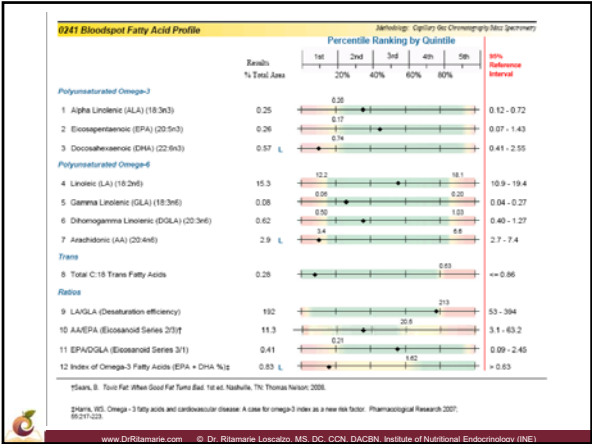 0241 Bloodspot Fatty Acid Profile
Methodology: Capillary Gas Chromatography Mass Spectrometry
Percentile Ranking by Quintile
Results
% Total Area
1st 2nd 3rd 4th 5th
20% 40% 60% 80%
95%
Reference
Interval
Polyunsaturated Omega-3
0.20
1 Alpha Linolenic (ALA) (18:3n3) 0.25 0.12 - 0.72
0.17
2 Eicosapentaenoic (EPA) (20:5n3) 0.26 0.07 - 1.43
0.74
3 Docosahexaenoic (DHA) (22:6n3) 0.57 L 0.41 - 2.55
Polyunsaturated Omega-6
12.2 16.1
4 Linoleic (LA) (18:2n6) 15.3 10.9 - 19.4
0.06 0.20
5 Gamma Linolenic (GLA) (18:3n6) 0.08 0.04 - 0.27
0.50 1.03
6 Dihomogamma Linolenic (DGLA) (20:3n6) 0.62 0.40 - 1.27
3.4 6.6
7 Arachidonic (AA) (20:4n6) 2.9 L 2.7 - 7.4
Trans
0.63
8 Total C:18 Trans Fatty Acids 0.28 <= 0.86
Ratios
213
9 LA/GLA (Desaturation efficiency) 192 53 - 394
20.8
10 AA/EPA (Eicosanoid Series 2/3)† 11.3 3.1 - 63.2
0.21
11 EPA/DGLA (Eicosanoid Series 3/1) 0.41 0.09 - 2.45
1.62
12 Index of Omega-3 Fatty Acids (EPA + DHA %)‡ 0.83 L > 0.63
†Sears, B. Toxic Fat: When Good Fat Turns Bad. 1st ed. Nashville, TN: Thomas Nelson; 2008.
‡Harris, WS. Omega - 3 fatty acids and cardiovascular disease: A case for omega-3 index as a new risk factor. Pharmacological Research 2007;
55:217-223.
www.DrRitamarie.com © Dr. Ritamarie Loscalzo, MS, DC, CCN, DACBN, Institute of Nutritional Endocrinology (INE)